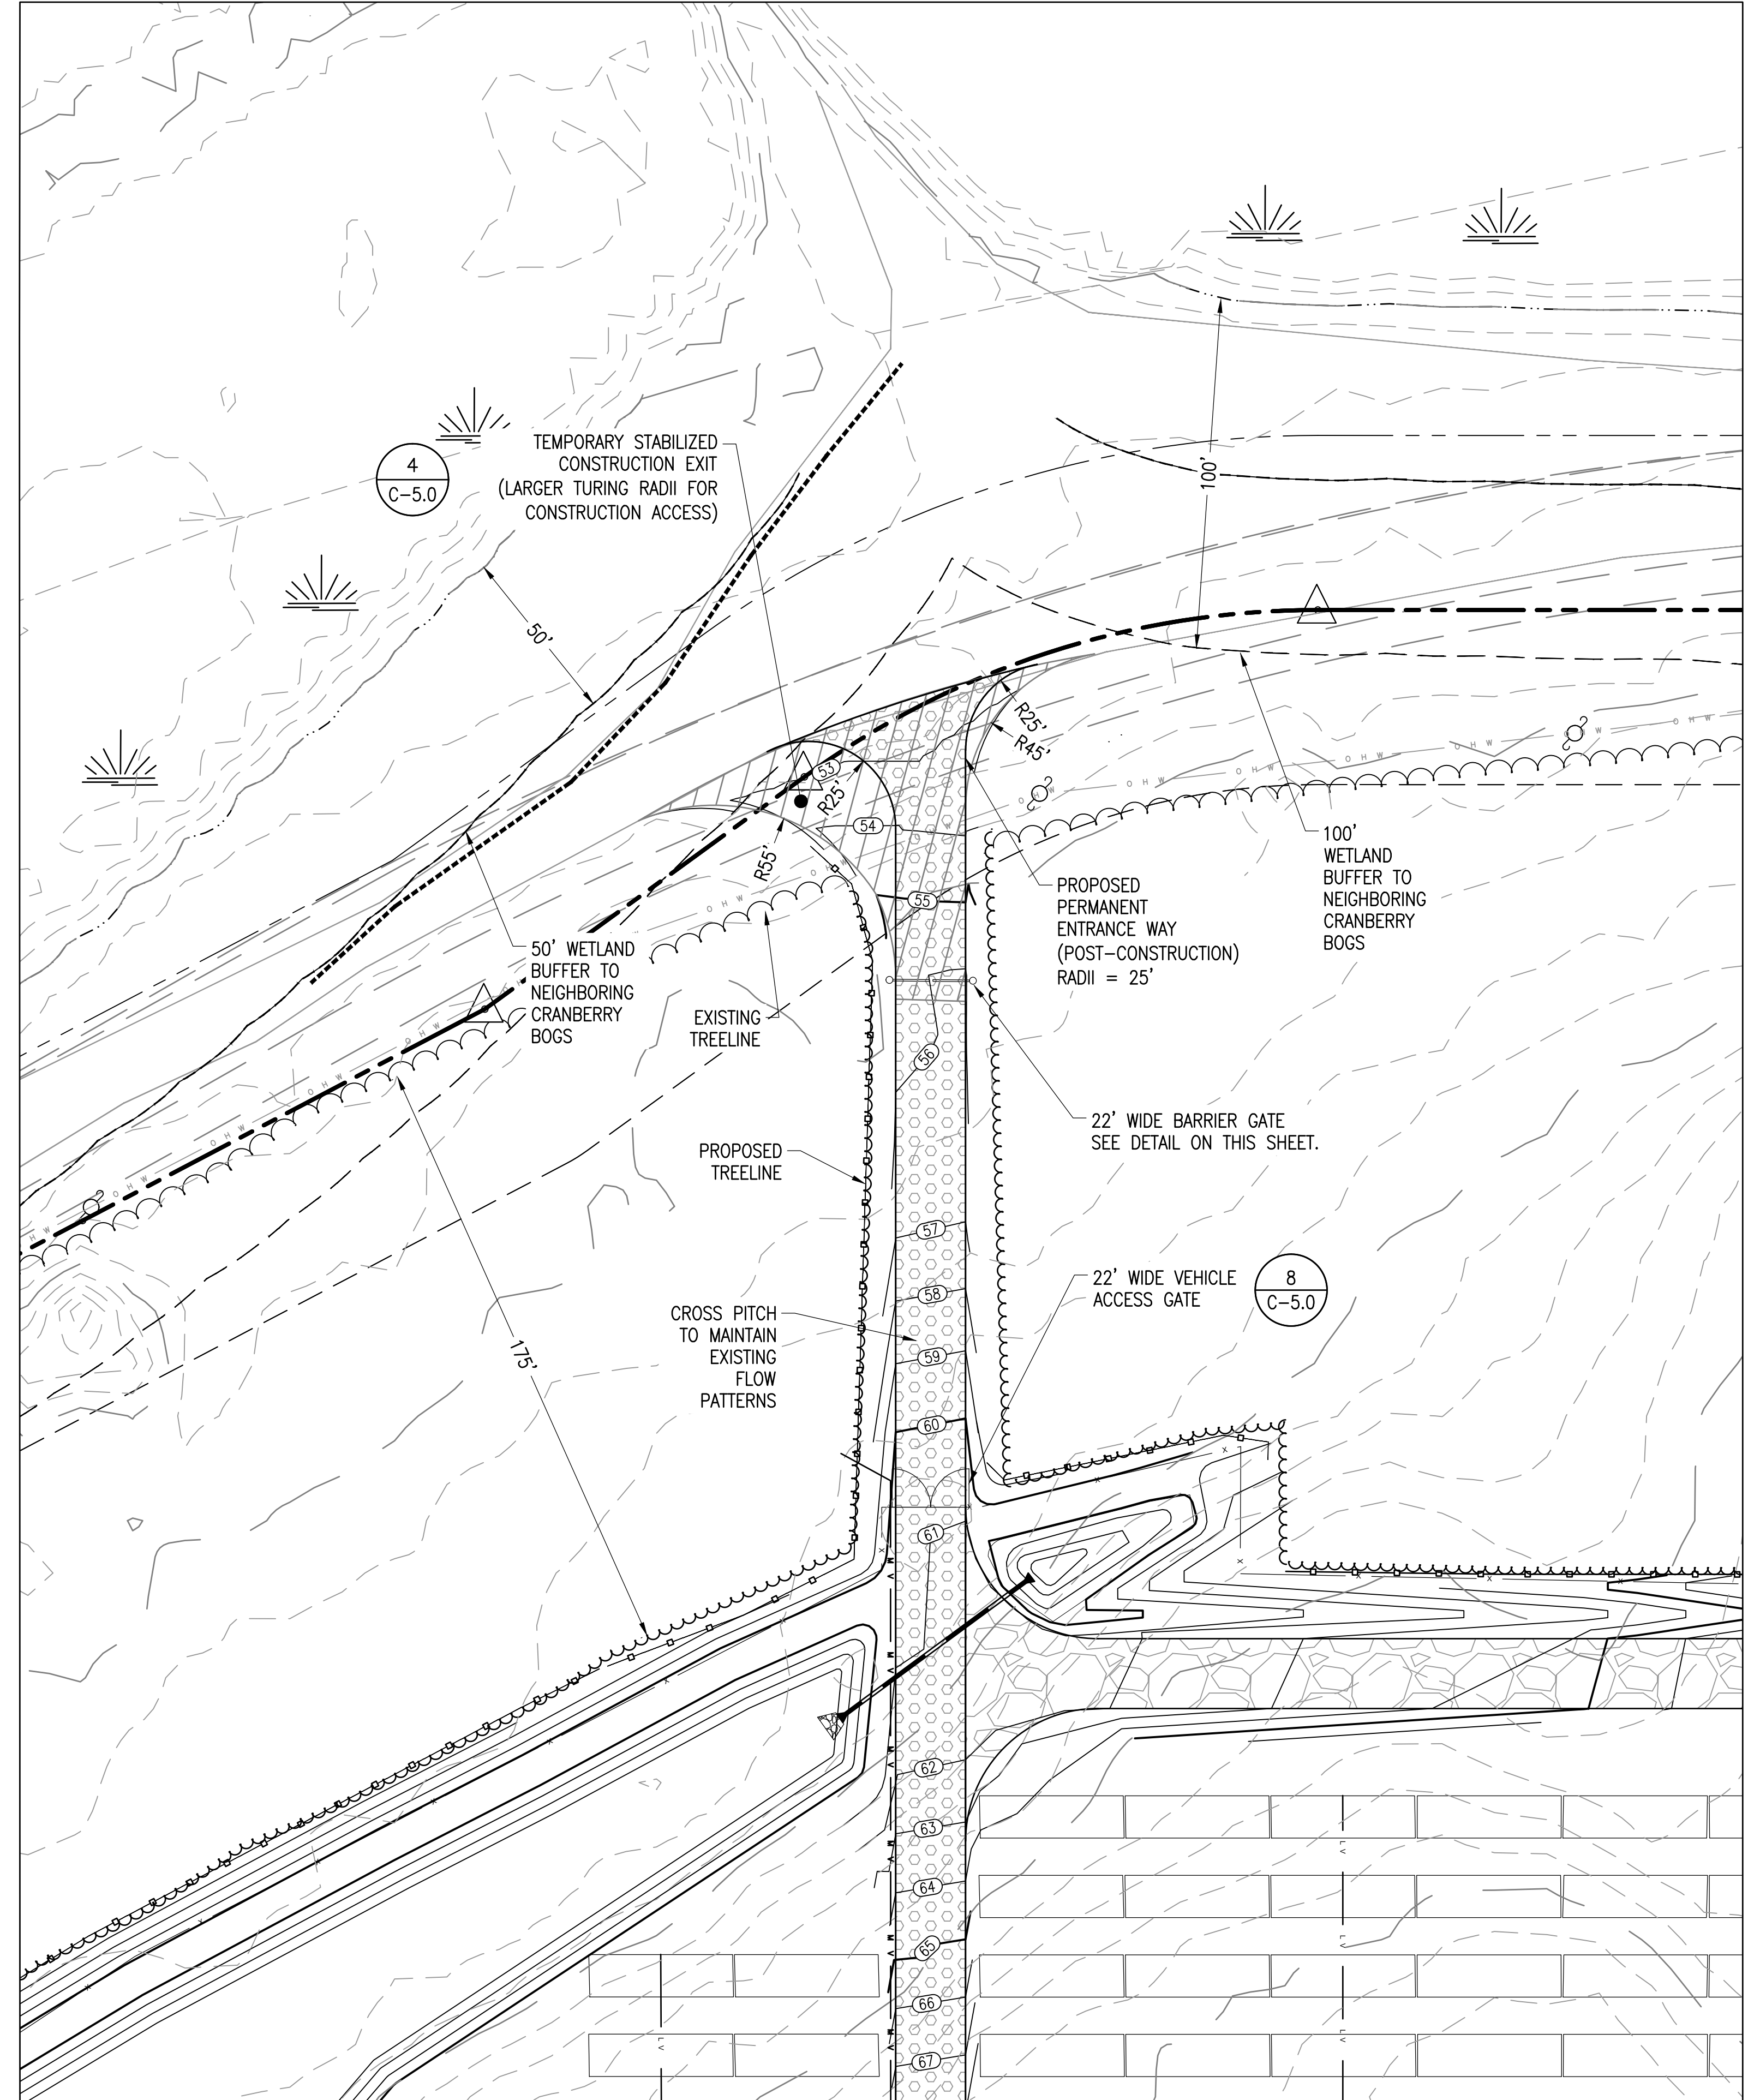 TEMPORARY STABILIZED
CONSTRUCTION EXIT
(LARGER TURING RADII FOR
CONSTRUCTION ACCESS)
4
C-5.0
100'
50'
R25'
R45'
53
R25'
54
R55'
O H W
O H W
O H W
O H W
O H W
O H W
O H W
O H W
100'
WETLAND
BUFFER TO
NEIGHBORING
CRANBERRY
BOGS
PROPOSED
PERMANENT
ENTRANCE WAY
(POST-CONSTRUCTION)
RADII = 25'
55
50' WETLAND
BUFFER TO
NEIGHBORING
CRANBERRY
BOGS
EXISTING
TREELINE
O H W
O H W
O H W
56
22' WIDE BARRIER GATE
SEE DETAIL ON THIS SHEET.
PROPOSED
TREELINE
57
22' WIDE VEHICLE
ACCESS GATE
8
C-5.0
58
CROSS PITCH
TO MAINTAIN
EXISTING
FLOW
PATTERNS
175'
59
60
61
62
63
64
65
66
67